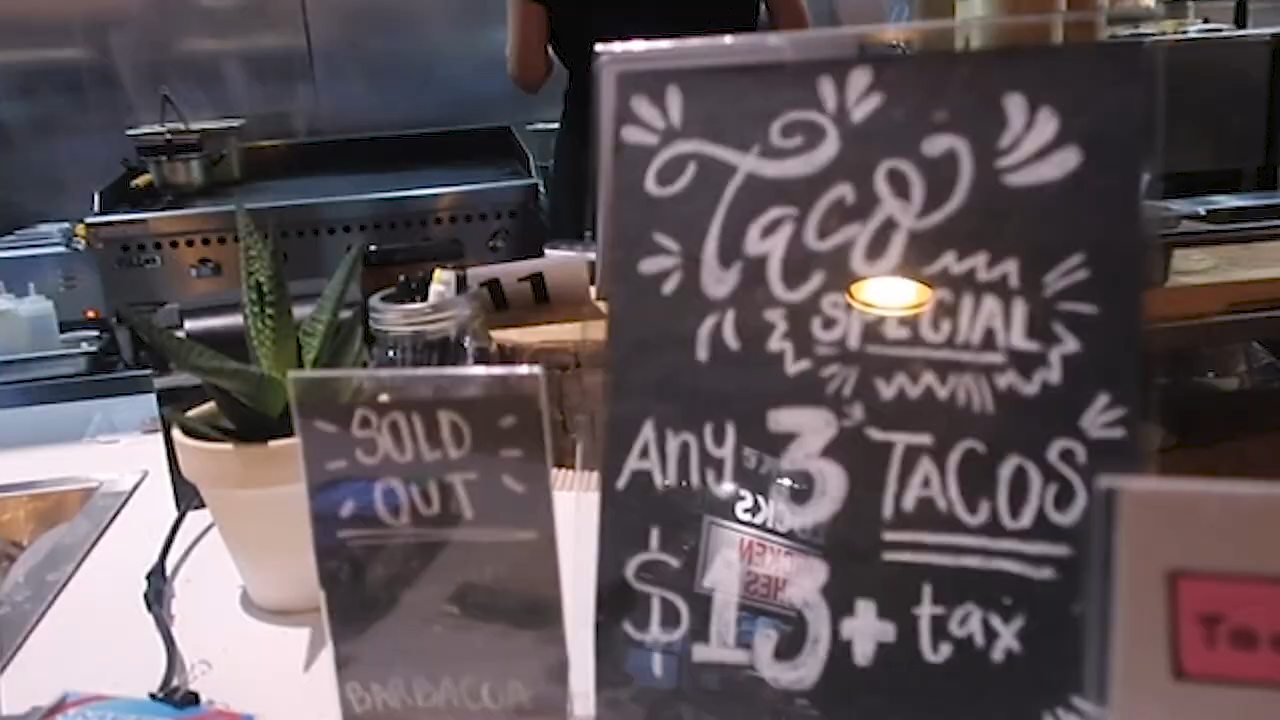 Taco
SPECIAL
Any 3 TACOS
$13 + tax
SOLD
OUT
BARBACOA
11